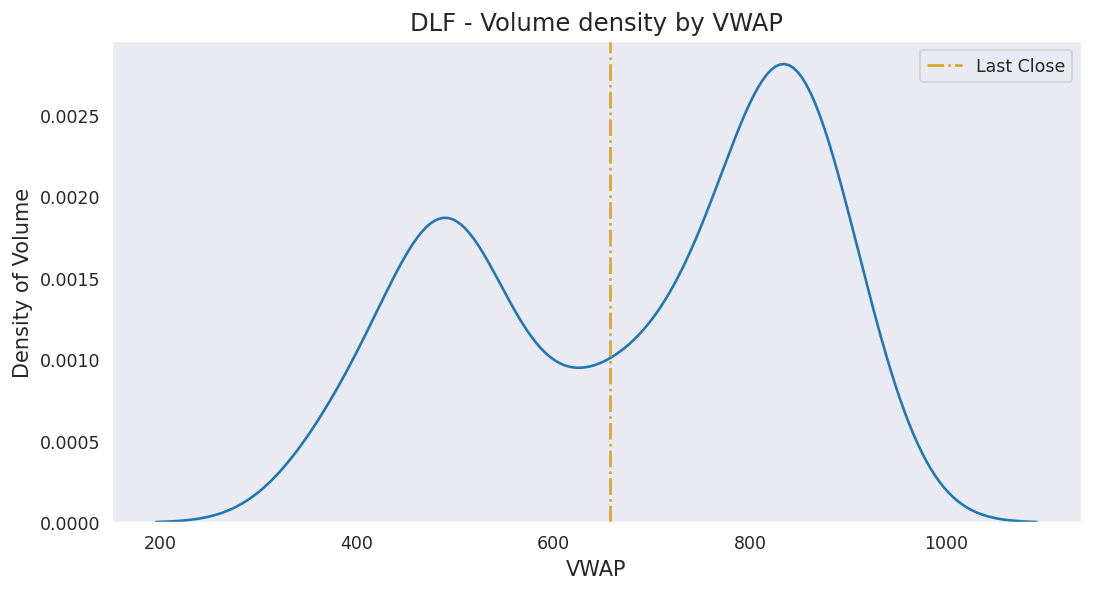 DLF - Volume density by VWAP
Last Close
Density of Volume
0.0025
0.0020
0.0015
0.0010
0.0005
0.0000
200 400 600 800 1000
VWAP